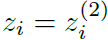 z_i = z_i^{(2)}